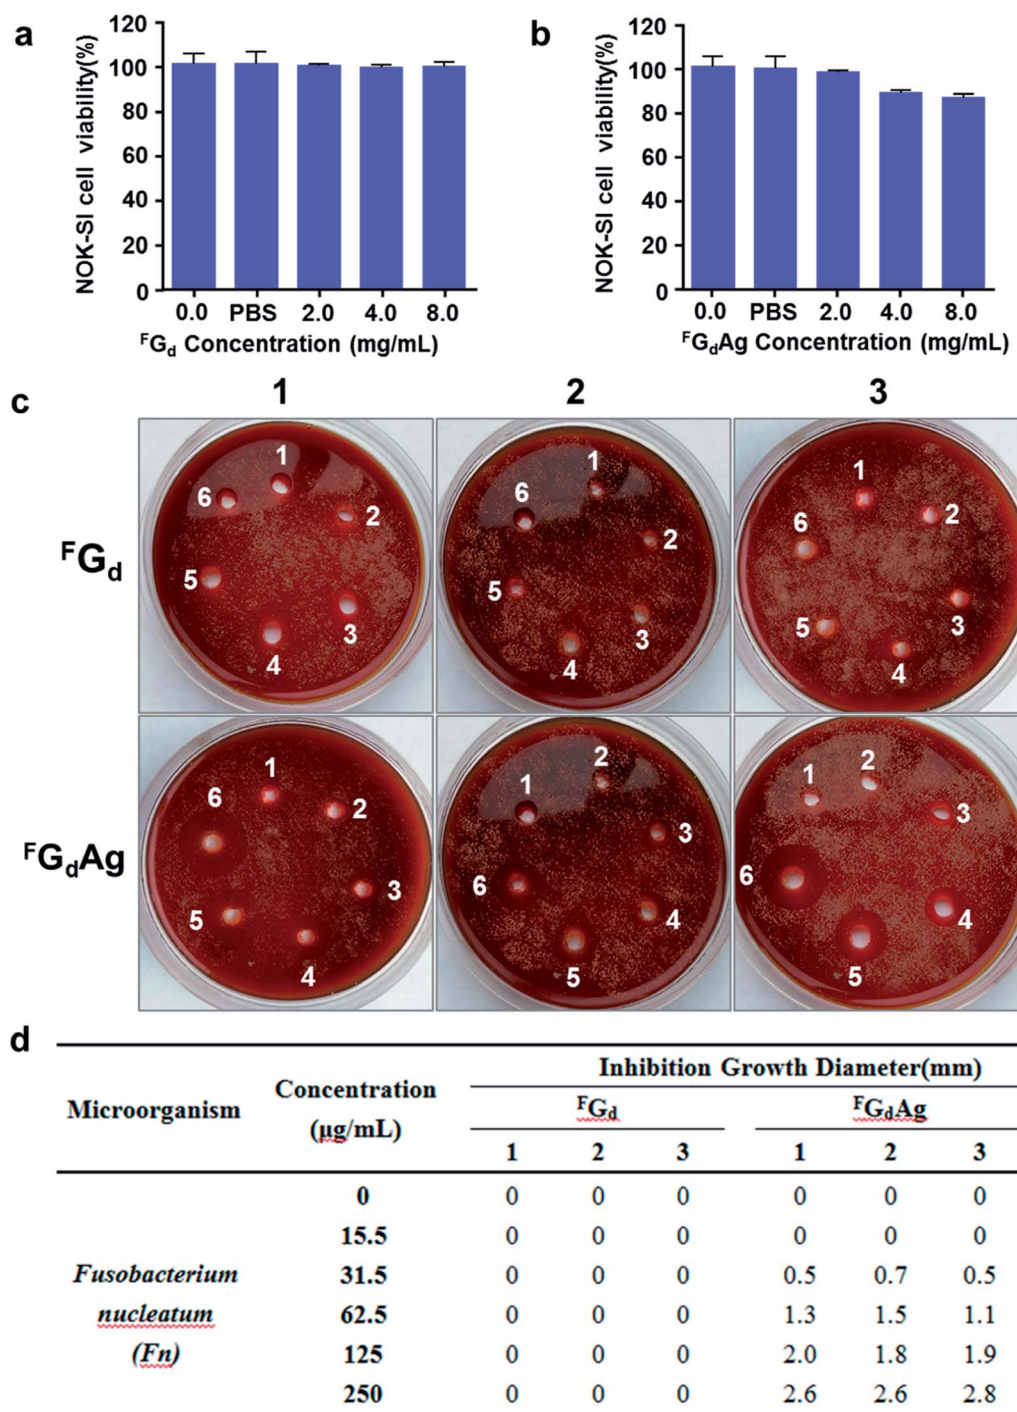 a
120
100
80
60
40
20
0
NOK-SI cell viability(%)
0.0 PBS 2.0 4.0 8.0
FGd Concentration (mg/mL)
b
120
100
80
60
40
20
0
NOK-SI cell viability(%)
0.0 PBS 2.0 4.0 8.0
FGdAg Concentration (mg/mL)
c
1 2 3
FGd
1
6
2
5
3
4
1
6
2
5
3
4
1
2
6
3
5
4
FGdAg
1
6
2
3
5
4
2
1
3
6
4
5
2
1
3
6
4
5
d
Inhibition Growth Diameter(mm)
Microorganism Concentration (μg/mL) FGd FGdAg
1 2 3 1 2 3
0 0 0 0 0 0 0
15.5 0 0 0 0 0 0
Fusobacterium 31.5 0 0 0 0.5 0.7 0.5
nucleatum 62.5 0 0 0 1.3 1.5 1.1
(Fn) 125 0 0 0 2.0 1.8 1.9
250 0 0 0 2.6 2.6 2.8